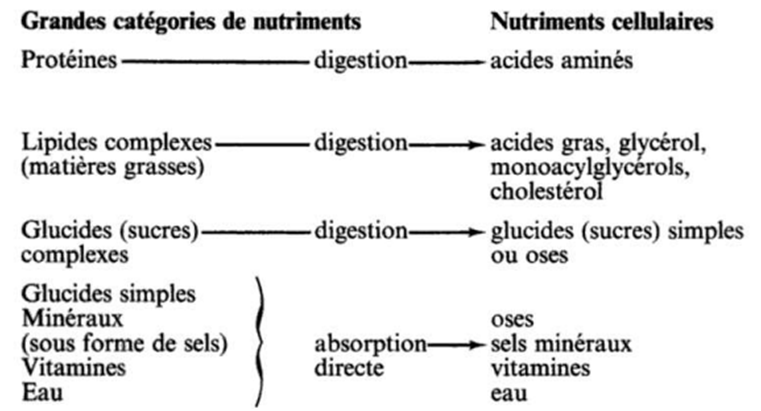 Grandes catégories de nutriments Nutriments cellulaires
Protéines digestion acides aminés
Lipides complexes digestion acides gras, glycérol,
(matières grasses) monoacylglycérols,
cholestérol
Glucides (sucres) digestion glucides (sucres) simples
complexes ou oses
Glucides simples
Minéraux oses
(sous forme de sels) absorption sels minéraux
Vitamines directe vitamines
Eau eau